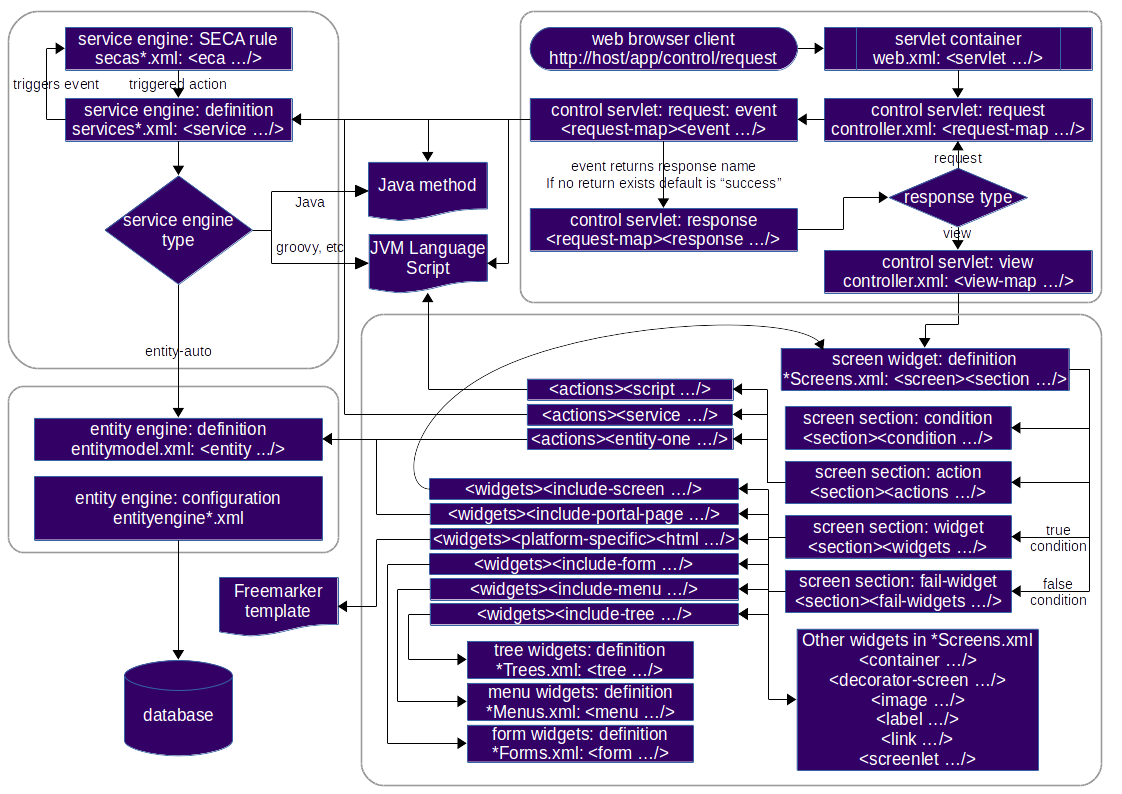 service engine: SECA rule
secas*.xml: <eca …/>
triggers event
triggered action
service engine: definition
services*.xml: <service …/>
service engine
type
Java
groovy, etc
entity-auto
Java method
JVM Language
Script
web browser client
http://host/app/control/request
servlet container
web.xml: <servlet …/>
control servlet: request: event
<request-map><event …/>
control servlet: request
controller.xml: <request-map …/>
event returns response name
If no return exists default is “success”
request
response type
view
control servlet: response
<request-map><response …/>
control servlet: view
controller.xml: <view-map …/>
entity engine: definition
entitymodel.xml: <entity …/>
entity engine: configuration
entityengine*.xml
database
Freemarker
template
screen widget: definition
*Screens.xml: <screen><section …/>
<actions><script …/>
<actions><service …/>
<actions><entity-one …/>
screen section: condition
<section><condition …/>
screen section: action
<section><actions …/>
screen section: widget
<section><widgets …/>
true
condition
screen section: fail-widget
<section><fail-widgets …/>
false
condition
<widgets><include-screen …/>
<widgets><include-portal-page …/>
<widgets><platform-specific><html …/>
<widgets><include-form …/>
<widgets><include-menu …/>
<widgets><include-tree …/>
tree widgets: definition
*Trees.xml: <tree …/>
menu widgets: definition
*Menus.xml: <menu …/>
form widgets: definition
*Forms.xml: <form …/>
Other widgets in *Screens.xml
<container …/>
<decorator-screen …/>
<image …/>
<label …/>
<link …/>
<screenlet …/>